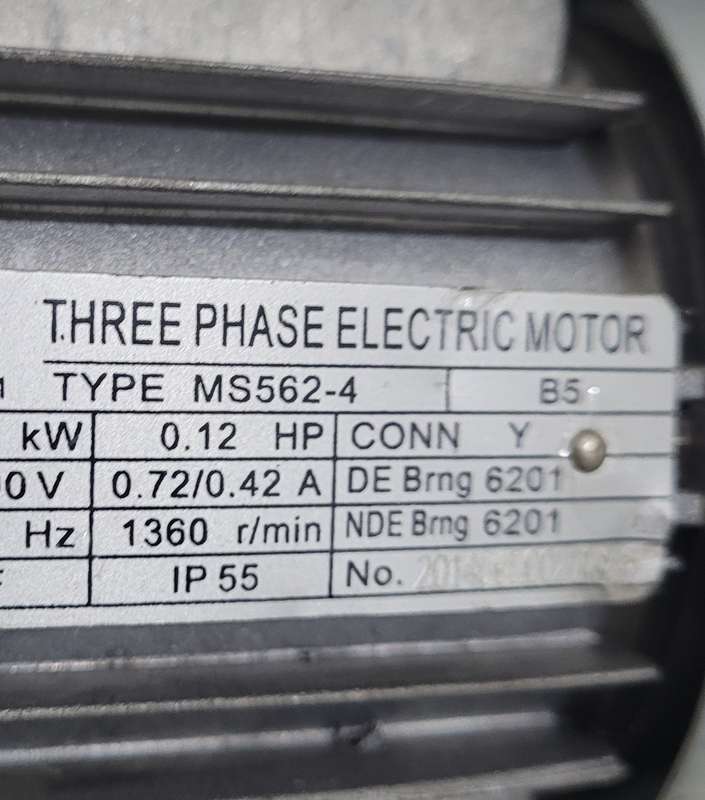 THREE PHASE ELECTRIC MOTOR
TYPE MS562-4 B5
kW 0.12 HP CONN Y
0V 0.72/0.42 A DE Brng 6201
Hz 1360 r/min NDE Brng 6201
IP 55 No.